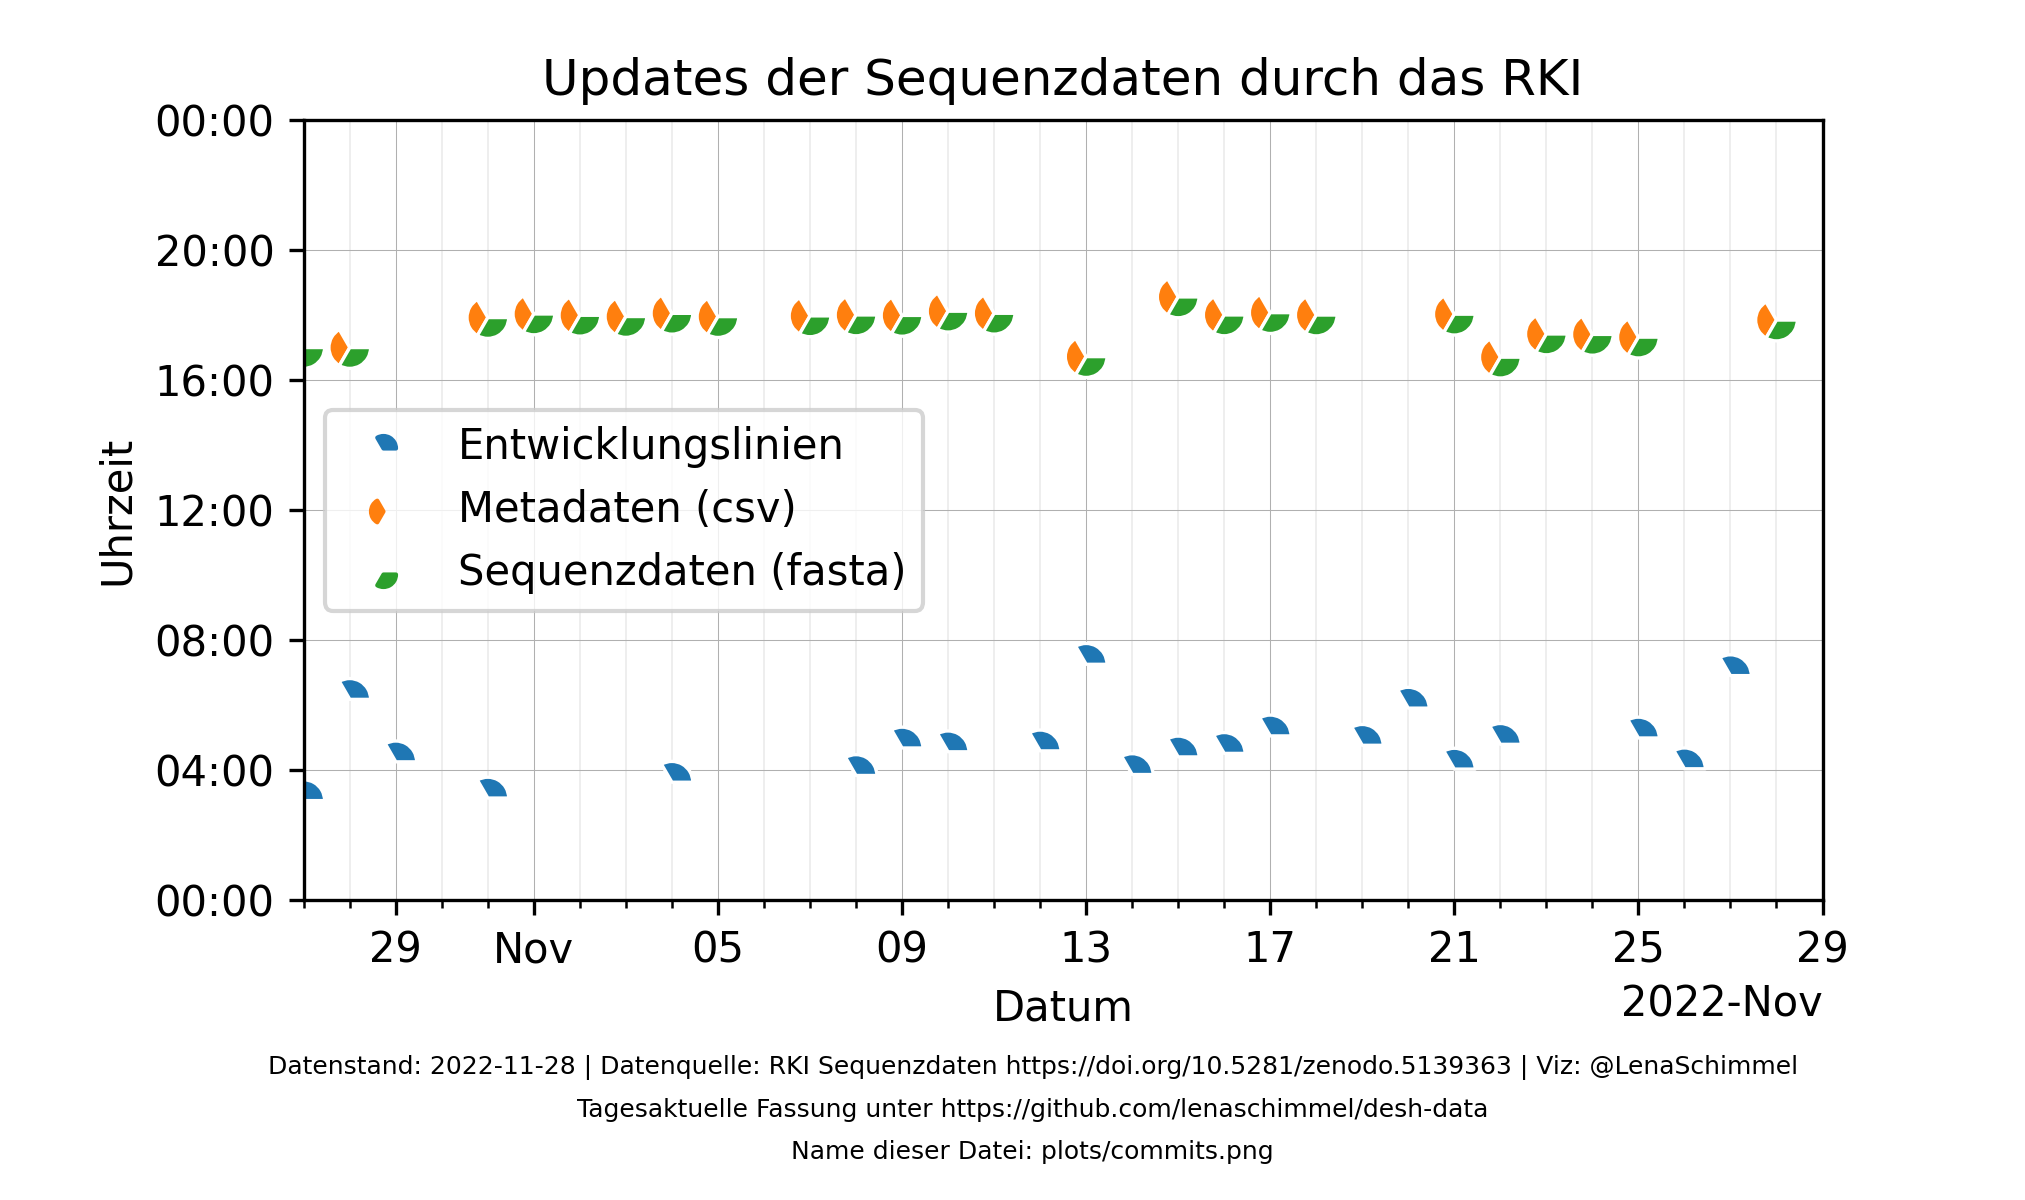 Updates der Sequenzdaten durch das RKI
00:00
20:00
16:00
12:00
08:00
04:00
00:00
Uhrzeit
Entwicklungslinien
Metadaten (csv)
Sequenzdaten (fasta)
29 Nov 05 09 13 17 21 25 29
Datum
2022-Nov
Datenstand: 2022-11-28 | Datenquelle: RKI Sequenzdaten https://doi.org/10.5281/zenodo.5139363 | Viz: @LenaSchimmel
Tagesaktuelle Fassung unter https://github.com/lenaschimmel/desh-data
Name dieser Datei: plots/commits.png